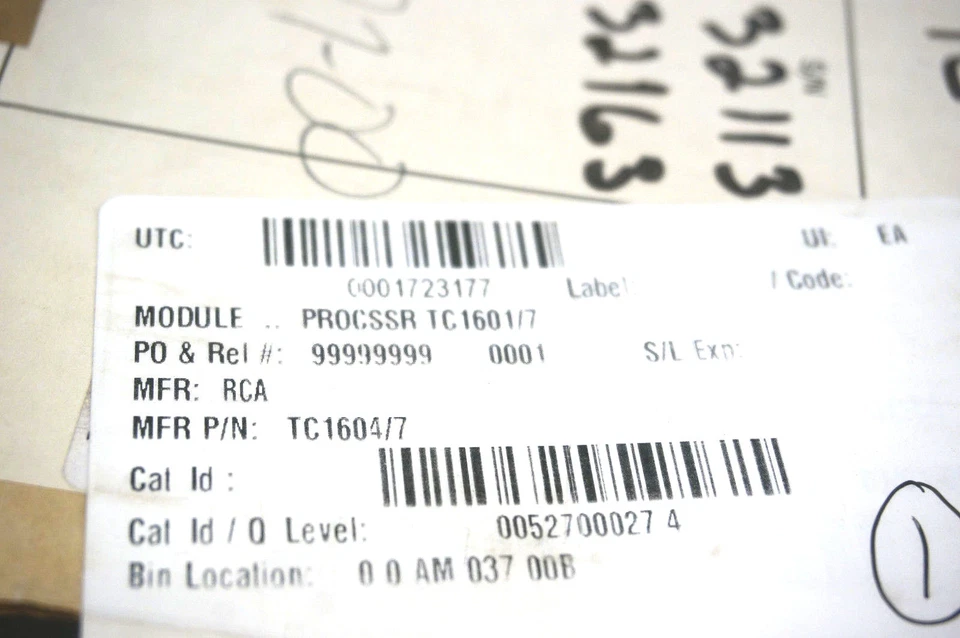 32163
32113
S/N
UTC: UI: EA
0001723177 Label / Code:
MODULE .. PROCSSR TC1601/7
PO & Rel #: 99999999 0001 S/L Exp:
MFR: RCA
MFR P/N: TC1604/7
Cat Id :
Cat Id / Q Level: 0052700027 4
Bin Location: 0 0 AM 037 00B
1